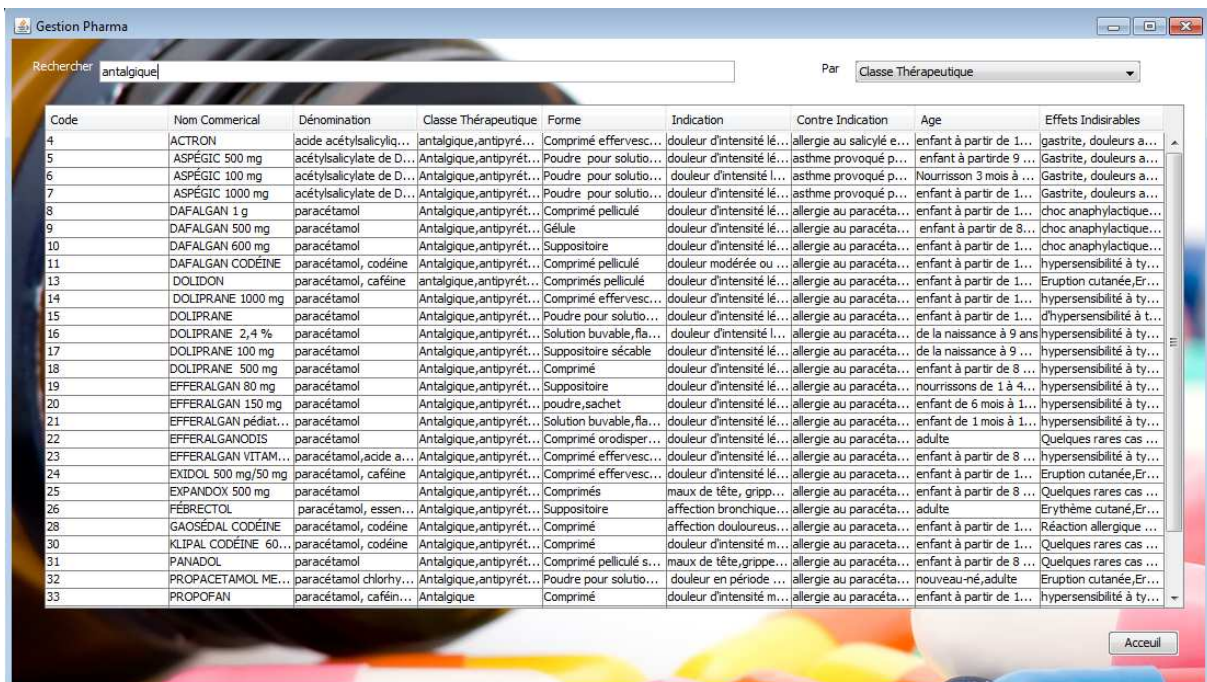 Gestion Pharma
Rechercher antalgique Par Classe Thérapeutique
Code Nom Commerical Dénomination Classe Thérapeutique Forme Indication Contre Indication Age Effets Indisirables
4 ACTRON acide acétylsalicyliq... antalgique,antipyré... Comprimé effervesc... douleur d'intensité lé... allergie au salicylé e... enfant à partir de 1... gastrite, douleurs a...
5 ASPÉGIC 500 mg acétylsalicylate de D... Antalgique,antipyrét... Poudre pour solutio... douleur d'intensité lé... asthme provoqué p... enfant à partirde 9 ... Gastrite, douleurs a...
6 ASPÉGIC 100 mg acétylsalicylate de D... Antalgique,antipyrét... Poudre pour solutio... douleur d'intensité l... asthme provoqué p... Nourrisson 3 mois à ... Gastrite, douleurs a...
7 ASPÉGIC 1000 mg acétylsalicylate de D... Antalgique,antipyrét... Poudre pour solutio... douleur d'intensité lé... asthme provoqué p... enfant à partir de 1... Gastrite, douleurs a...
8 DAFALGAN 1 g paracétamol Antalgique,antipyrét... Comprimé pelliculé douleur d'intensité lé... allergie au paracéta... enfant à partir de 1... choc anaphylactique...
9 DAFALGAN 500 mg paracétamol Antalgique,antipyrét... Gélule douleur d'intensité lé... allergie au paracéta... enfant à partir de 8... choc anaphylactique...
10 DAFALGAN 600 mg paracétamol Antalgique,antipyrét... Suppositoire douleur d'intensité lé... allergie au paracéta... enfant à partir de 1... choc anaphylactique...
11 DAFALGAN CODÉINE paracétamol, codéine Antalgique,antipyrét... Comprimé pelliculé douleur modérée ou ... allergie au paracéta... enfant à partir de 1... hypersensibilité à ty...
13 DOLIDON paracétamol, caféine antalgique,antipyrét... Comprimés pelliculé douleur d'intensité lé... allergie au paracéta... enfant à partir de 1... Eruption cutanée,Er...
14 DOLIPRANE 1000 mg paracétamol Antalgique,antipyrét... Comprimé effervesc... douleur d'intensité lé... allergie au paracéta... enfant à partir de 1... hypersensibilité à ty...
15 DOLIPRANE paracétamol Antalgique,antipyrét... Poudre pour solutio... douleur d'intensité lé... allergie au paracéta... enfant à partir de 1... d'hypersensibilité à t...
16 DOLIPRANE 2,4 % paracétamol Antalgique,antipyrét... Solution buvable,fla... douleur d'intensité l... allergie au paracéta... de la naissance à 9 ans hypersensibilité à ty...
17 DOLIPRANE 100 mg paracétamol Antalgique,antipyrét... Suppositoire sécable douleur d'intensité lé... allergie au paracéta... de la naissance à 9 ... hypersensibilité à ty...
18 DOLIPRANE 500 mg paracétamol Antalgique,antipyrét... Comprimé douleur d'intensité lé... allergie au paracéta... enfant à partir de 8 ... hypersensibilité à ty...
19 EFFERALGAN 80 mg paracétamol Antalgique,antipyrét... Suppositoire douleur d'intensité lé... allergie au paracéta... nourrissons de 1 à 4... hypersensibilité à ty...
20 EFFERALGAN 150 mg paracétamol Antalgique,antipyrét... poudre,sachet douleur d'intensité lé... allergie au paracéta... enfant de 6 mois à 1... hypersensibilité à ty...
21 EFFERALGAN pédiat... paracétamol Antalgique,antipyrét... Solution buvable,fla... douleur d'intensité lé... allergie au paracéta... enfant de 1 mois à 1... hypersensibilité à ty...
22 EFFERALGANODIS paracétamol Antalgique,antipyrét... Comprimé orodisper... douleur d'intensité lé... allergie au paracéta... adulte Quelques rares cas ...
23 EFFERALGAN VITAM... paracétamol,acide a... Antalgique,antipyrét... Comprimé effervesc... douleur d'intensité lé... allergie au paracéta... enfant à partir de 8 ... hypersensibilité à ty...
24 EXIDOL 500 mg/50 mg paracétamol, caféine Antalgique,antipyrét... Comprimé effervesc... douleur d'intensité lé... allergie au paracéta... enfant à partir de 1... Eruption cutanée,Er...
25 EXPANDOX 500 mg paracétamol Antalgique,antipyrét... Comprimés maux de tête, gripp... allergie au paracéta... enfant à partir de 8 ... Quelques rares cas ...
26 FÉBRECTOL paracétamol, essen... Antalgique,antipyrét... Suppositoire affection bronchique... allergie au paracéta... adulte Erythème cutané,Er...
28 GAOSÉDAL CODÉINE paracétamol, codéine Antalgique,antipyrét... Comprimé affection douloureus... allergie au paraceta... enfant à partir de 1... Réaction allergique ...
30 KLIPAL CODÉINE 60... paracétamol, codéine Antalgique,antipyrét... Comprimé douleur d'intensité m... allergie au paraceta... enfant à partir de 1... Quelques rares cas ...
31 PANADOL paracétamol Antalgique,antipyrét... Comprimé pelliculé s... maux de tête,grippe... allergie au paracéta... enfant à partir de 8 ... Quelques rares cas ...
32 PROPACETAMOL ME... paracétamol chlorhy... Antalgique,antipyrét... Poudre pour solutio... douleur en période ... allergie au paracéta... nouveau-né,adulte Eruption cutanée,Er...
33 PROPOFAN paracétamol, caféin... Antalgique Comprimé douleur d'intensité m... allergie au paracéta... enfant à partir de 1... hypersensibilité à ty...
Acceuil